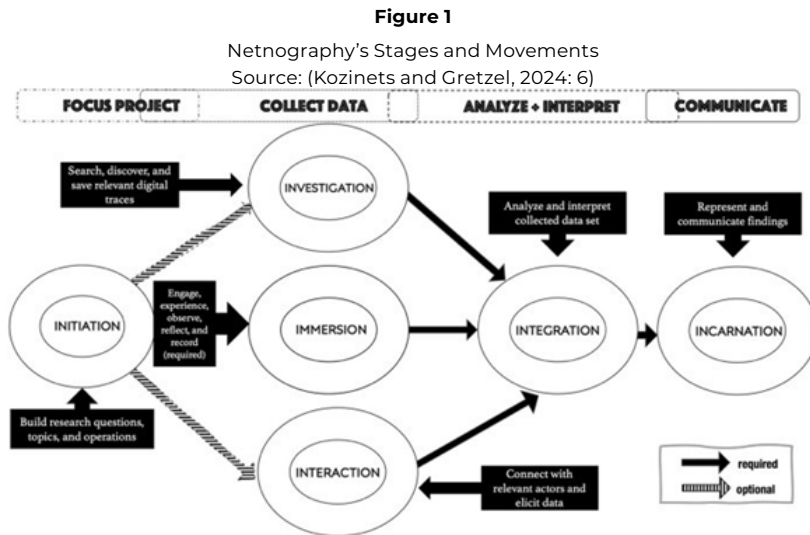 Figure 1
Netnography’s Stages and Movements
Source: (Kozinets and Gretzel, 2024: 6)
FOCUS PROJECT
COLLECT DATA
ANALYZE + INTERPRET
COMMUNICATE
Search, discover, and
save relevant digital
traces
INVESTIGATION
Analyze and interpret
collected data set
Represent and
communicate findings
INITIATION
Engage,
experience,
observe,
reflect, and
record
(required)
IMMERSION
INTEGRATION
INCARNATION
Build research questions,
topics, and operations
INTERACTION
Connect with
relevant actors and
elicit data
required
optional